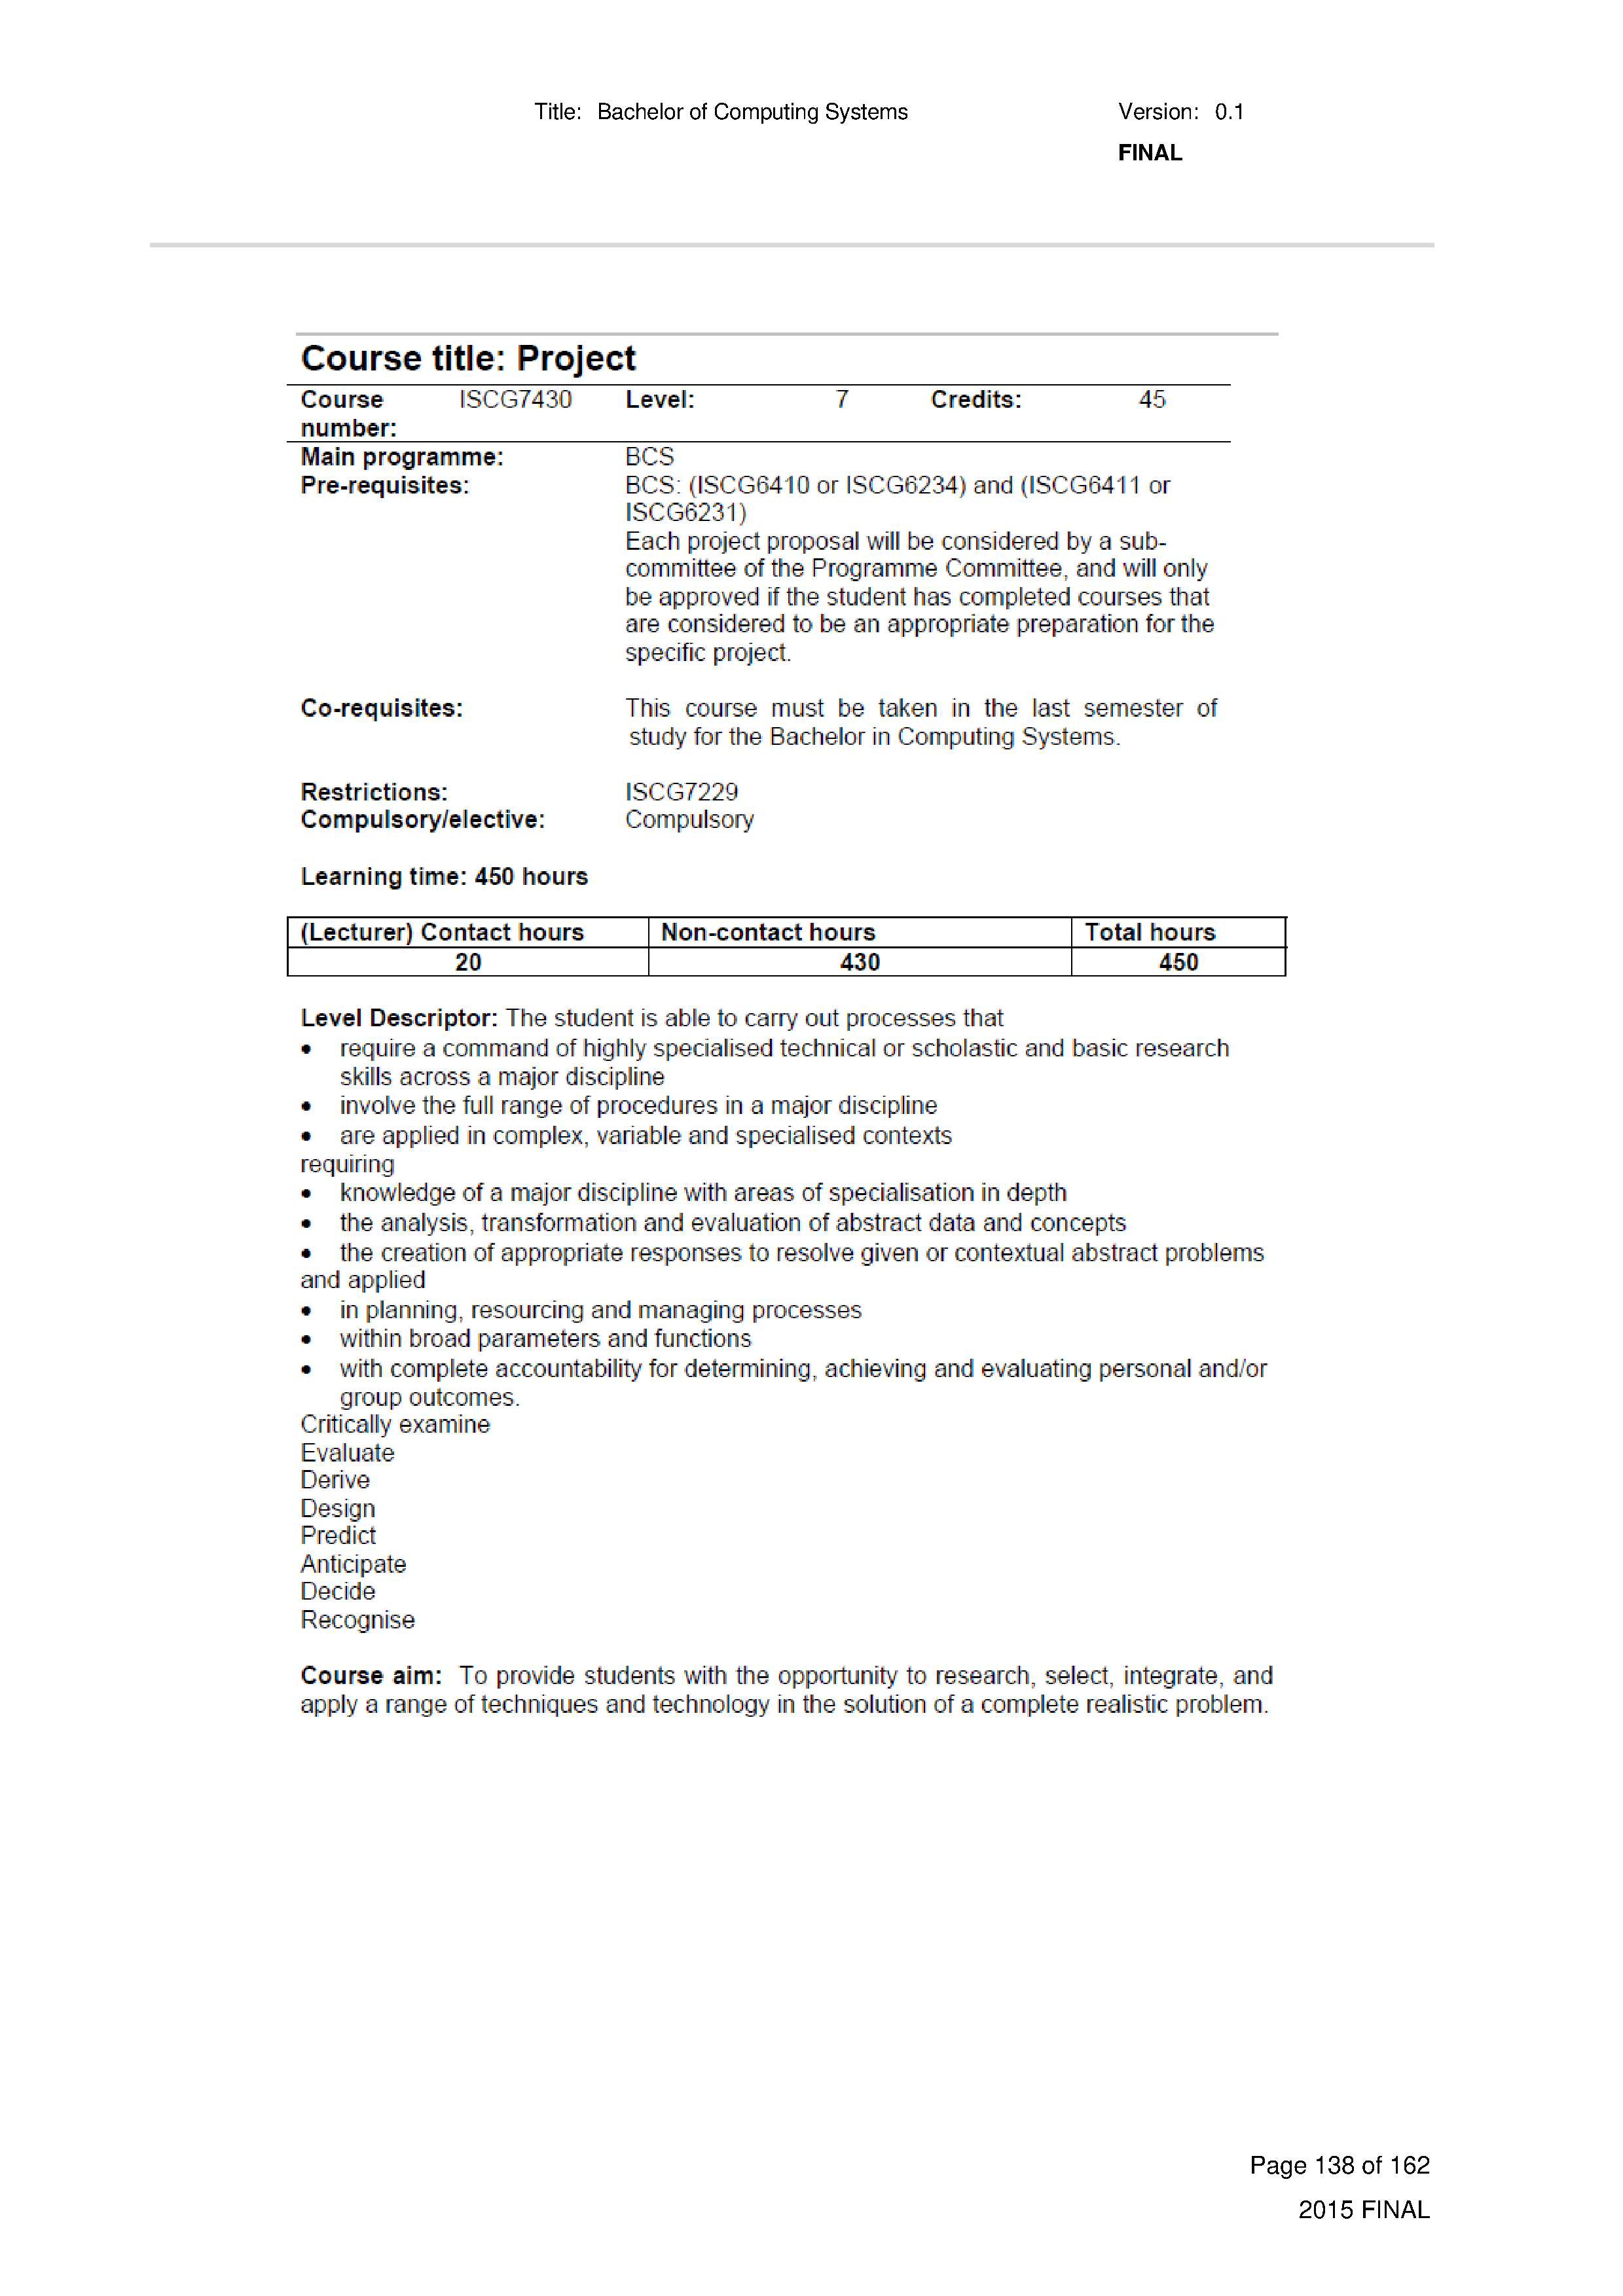 Title: Bachelor of Computing Systems Version: 0.1
FINAL
Course title: Project
Course number: ISCG7430 Level: 7 Credits: 45
Main programme: BCS
Pre-requisites: BCS: (ISCG6410 or ISCG6234) and (ISCG6411 or
ISCG6231)
Each project proposal will be considered by a sub-
committee of the Programme Committee, and will only
be approved if the student has completed courses that
are considered to be an appropriate preparation for the
specific project.
Co-requisites: This course must be taken in the last semester of
study for the Bachelor in Computing Systems.
Restrictions: ISCG7229
Compulsory/elective: Compulsory
Learning time: 450 hours
(Lecturer) Contact hours Non-contact hours Total hours
20 430 450
Level Descriptor: The student is able to carry out processes that
• require a command of highly specialised technical or scholastic and basic research
skills across a major discipline
• involve the full range of procedures in a major discipline
• are applied in complex, variable and specialised contexts
requiring
• knowledge of a major discipline with areas of specialisation in depth
• the analysis, transformation and evaluation of abstract data and concepts
• the creation of appropriate responses to resolve given or contextual abstract problems
and applied
• in planning, resourcing and managing processes
• within broad parameters and functions
• with complete accountability for determining, achieving and evaluating personal and/or
group outcomes.
Critically examine
Evaluate
Derive
Design
Predict
Anticipate
Decide
Recognise
Course aim: To provide students with the opportunity to research, select, integrate, and
apply a range of techniques and technology in the solution of a complete realistic problem.
Page 138 of 162
2015 FINAL